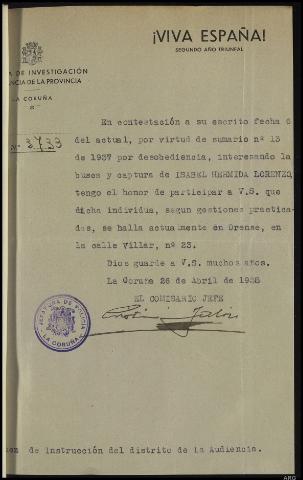 ¡VIVA ESPAÑA!
SEGUNDO AÑO TRIUNFAL
DE INVESTIGACIÓN
DE LA PROVINCIA
LA CORUÑA
Nº 3733
En contestación a su escrito fecha 6
del actual, por virtud de sumario nº 13
de 1937 por desobediencia, interesando la
busca y captura de ISABEL HERMIDA LORENZO,
tengo el honor de participar a V.S. que
dicha individua, segun gestiones practica-
das, se halla actualmente en Orense, en
la calle Villar, nº 23.
Dios guarde a V.S. muchos años.
La Coruña 26 de Abril de 1938
EL COMISARIO JEFE
LA CORUÑA
de Instrucción del distrito de la Audiencia.